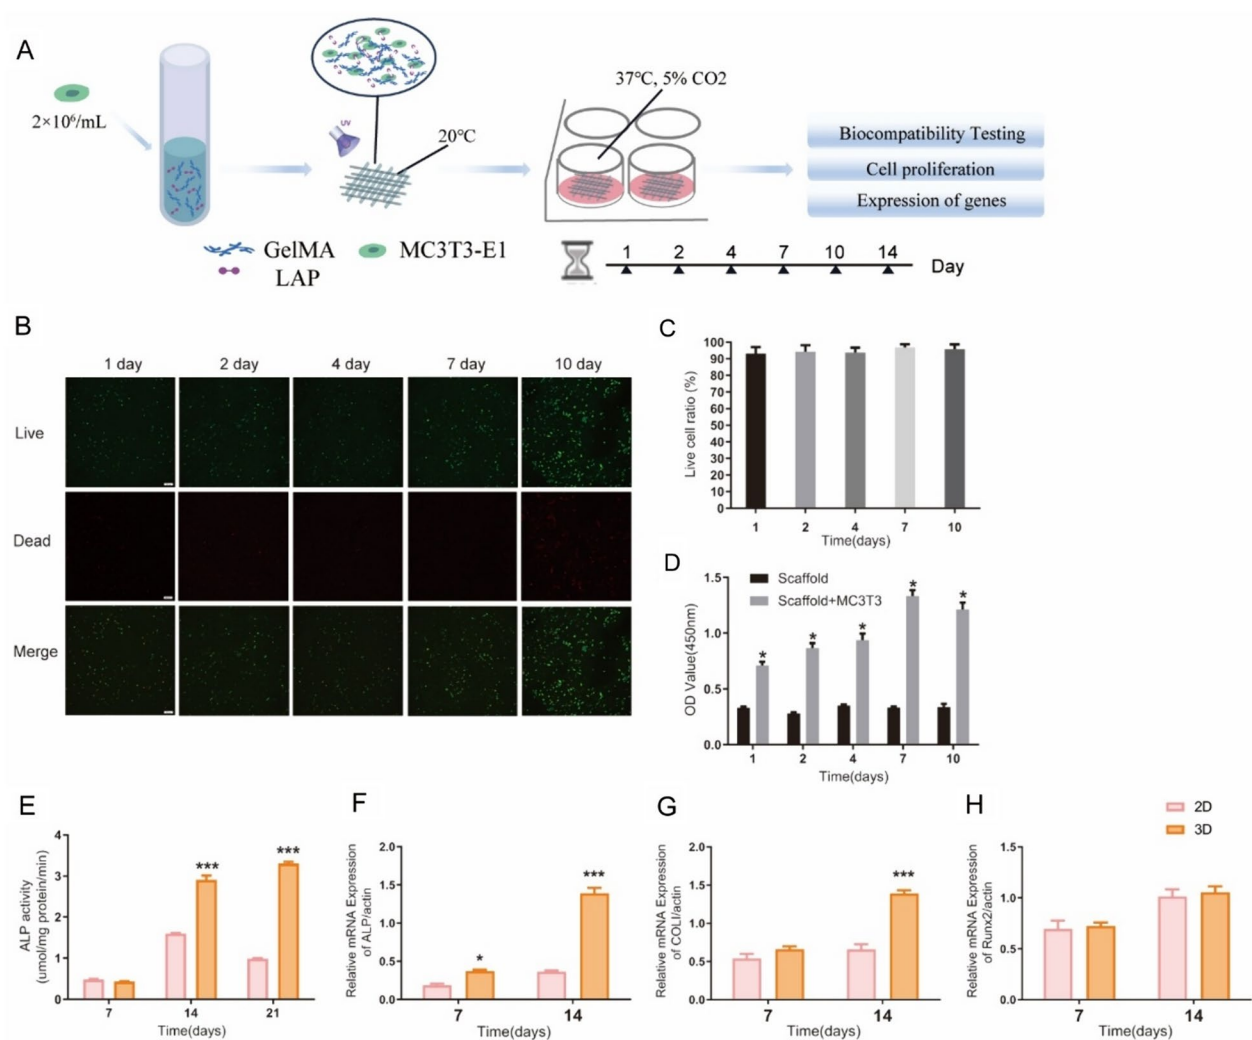 A
2×10⁶/mL
UV
20℃
37℃, 5% CO2
Biocompatibility Testing
Cell proliferation
Expression of genes
GelMA
MC3T3-E1
LAP
1 2 4 7 10 14
Day
B
1 day 2 day 4 day 7 day 10 day
Live
Dead
Merge
C
Live cell ratio (%)
100
90
80
70
60
50
40
30
20
10
0
1 2 4 7 10
Time(days)
D
Scaffold
Scaffold+MC3T3
OD Value(450nm)
1.5
1.0
0.5
0.0
* * * * *
1 2 4 7 10
Time(days)
E
ALP activity
(umol/mg protein/min)
4
3
2
1
0
*** ***
7 14 21
Time(days)
F
Relative mRNA Expression
of ALP/actin
2.0
1.5
1.0
0.5
0.0
* ***
7 14
Time(days)
G
Relative mRNA Expression
of COLI/actin
2.0
1.5
1.0
0.5
0.0
***
7 14
Time(days)
H
2D
3D
Relative mRNA Expression
of Runx2/actin
1.5
1.0
0.5
0.0
7 14
Time(days)